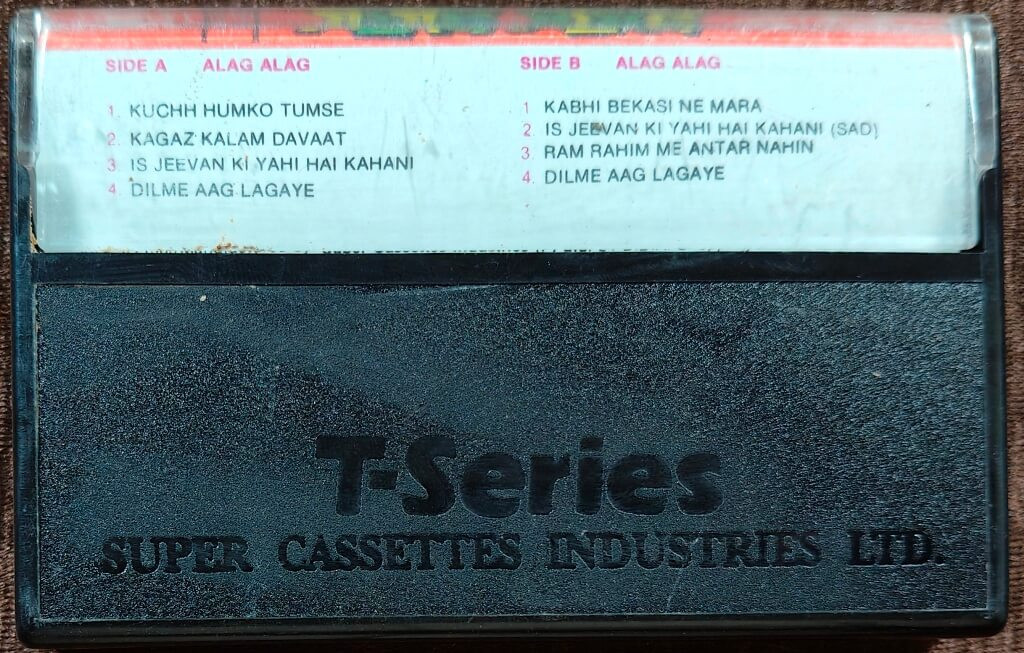 SIDE A ALAG ALAG
1. KUCHH HUMKO TUMSE
2. KAGAZ KALAM DAVAAT
3. IS JEEVAN KI YAHI HAI KAHANI
4. DILME AAG LAGAYE
SIDE B ALAG ALAG
1 KABHI BEKASI NE MARA
2. IS JEEVAN KI YAHI HAI KAHANI (SAD)
3. RAM RAHIM ME ANTAR NAHIN
4. DILME AAG LAGAYE
T-Series
SUPER CASSETTES INDUSTRIES LTD.